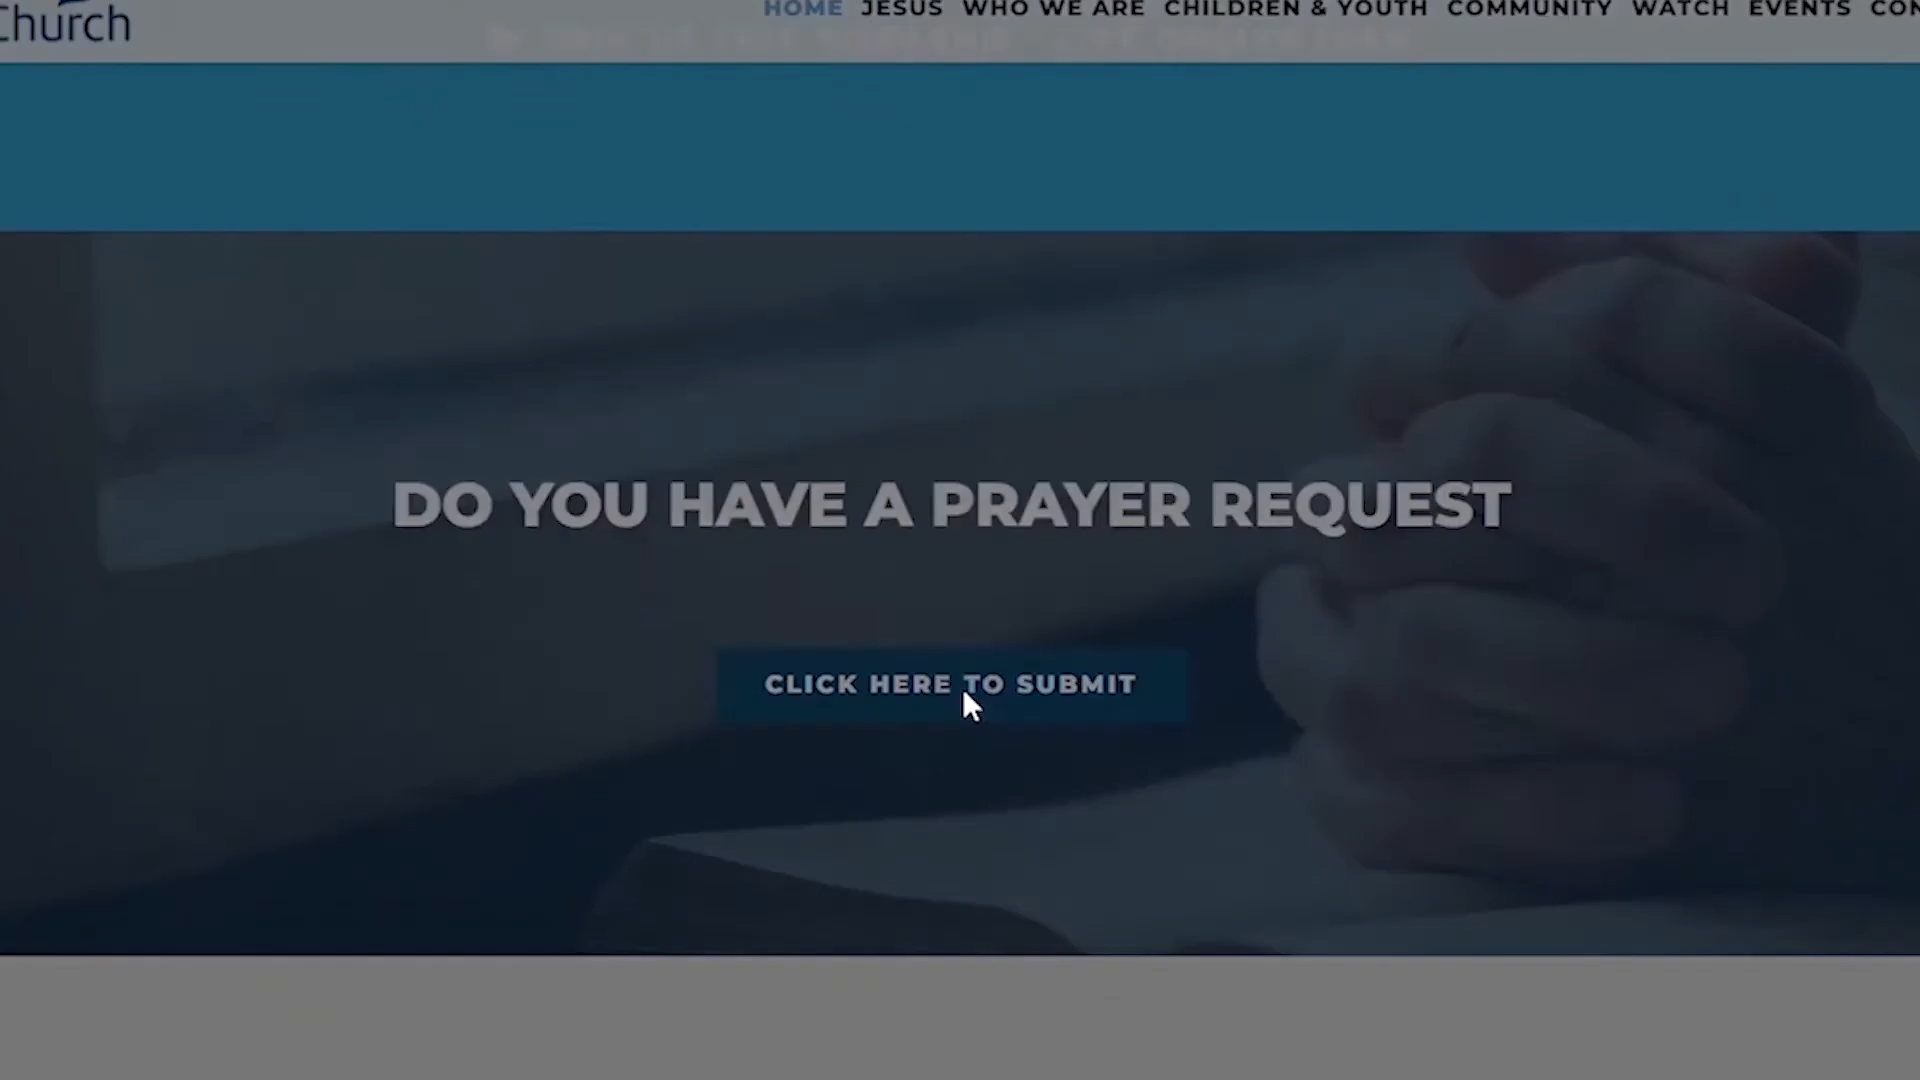 Church
HOME JESUS WHO WE ARE CHILDREN & YOUTH COMMUNITY WATCH EVENTS CON
DO YOU HAVE A PRAYER REQUEST
CLICK HERE TO SUBMIT